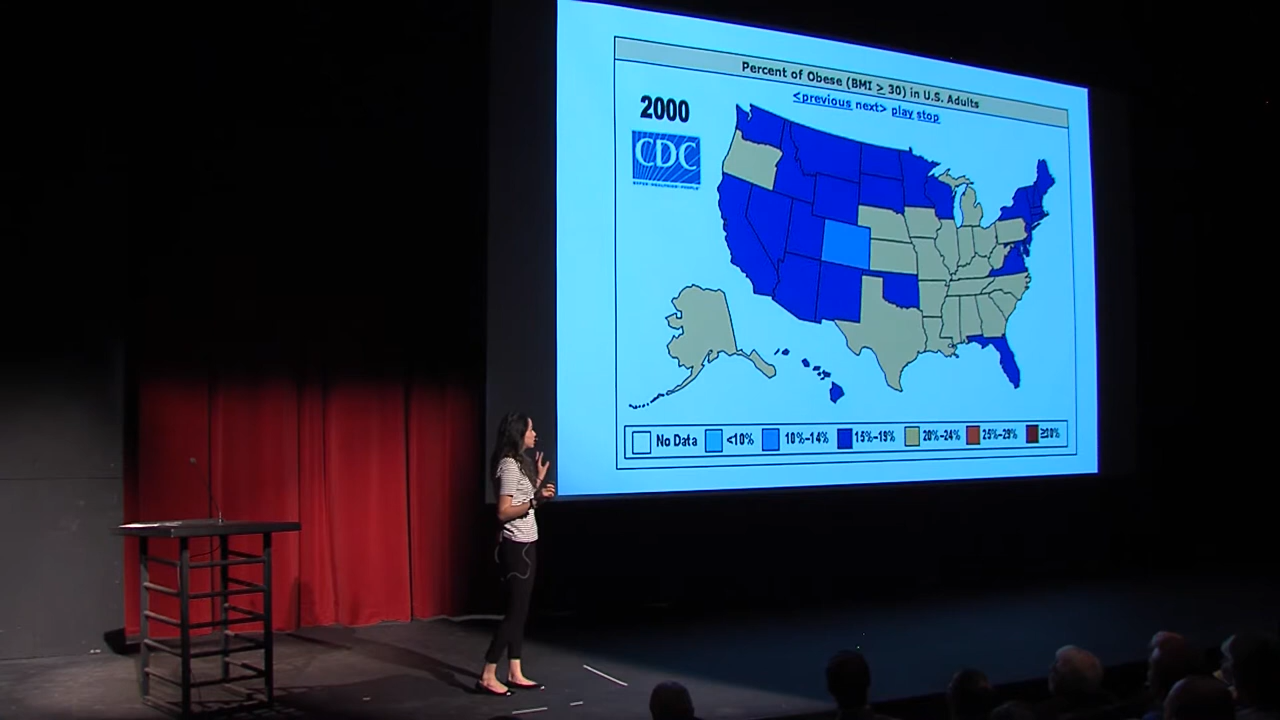 Percent of Obese (BMI ≥ 30) in U.S. Adults
<previous next> play stop
2000
CDC
SAFER·HEALTHIER·PEOPLE™
No Data <10% 10%–14% 15%–19% 20%–24% 25%–29% ≥30%